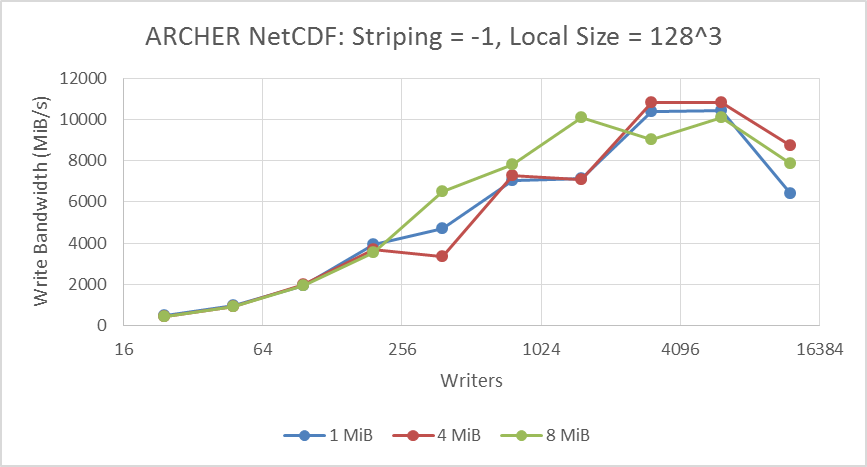 ARCHER NetCDF: Striping = -1, Local Size = 128^3
12000
10000
8000
6000
4000
2000
0
Write Bandwidth (MiB/s)
16 64 256 1024 4096 16384
Writers
1 MiB 4 MiB 8 MiB